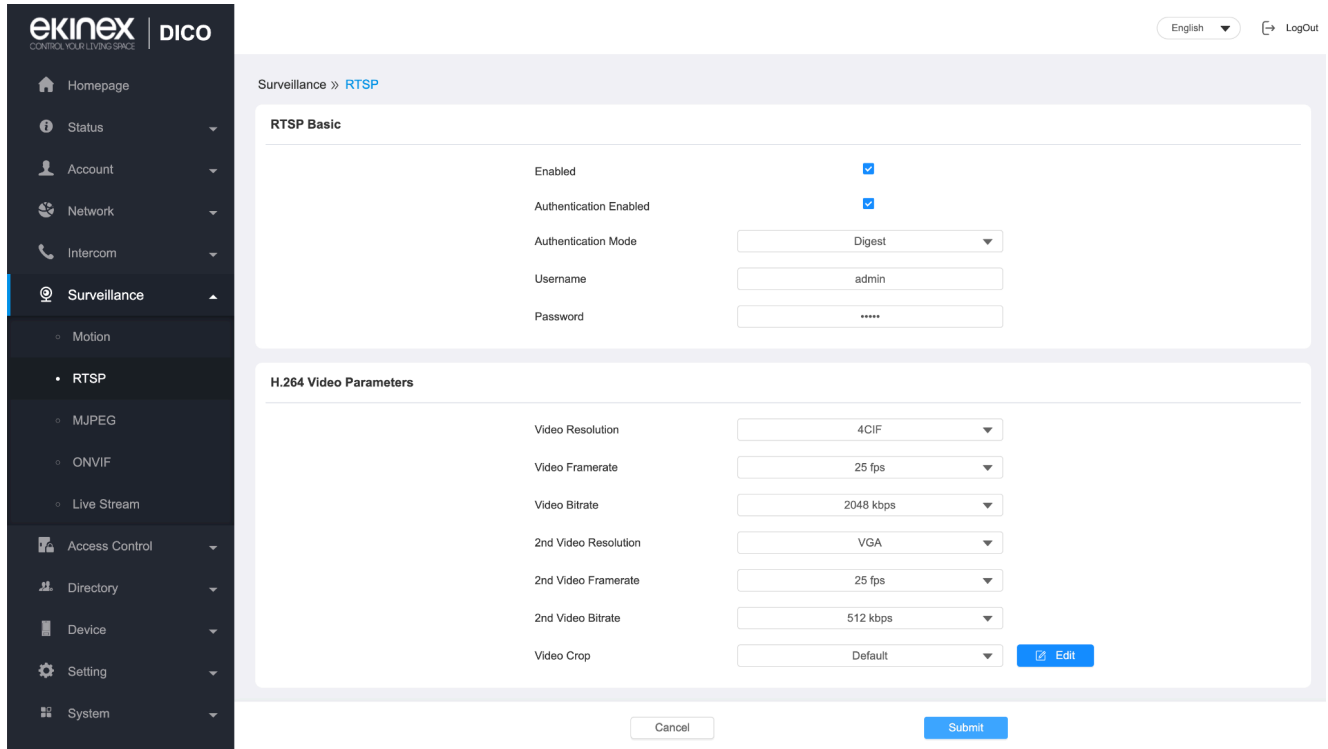 ekinex DICO
CONTROL YOUR LIVING SPACE
English
LogOut
Homepage
Status
Account
Network
Intercom
Surveillance
Motion
RTSP
MJPEG
ONVIF
Live Stream
Access Control
Directory
Device
Setting
System
Surveillance » RTSP
RTSP Basic
Enabled
Authentication Enabled
Authentication Mode Digest
Username admin
Password •••••
H.264 Video Parameters
Video Resolution 4CIF
Video Framerate 25 fps
Video Bitrate 2048 kbps
2nd Video Resolution VGA
2nd Video Framerate 25 fps
2nd Video Bitrate 512 kbps
Video Crop Default Edit
Cancel Submit